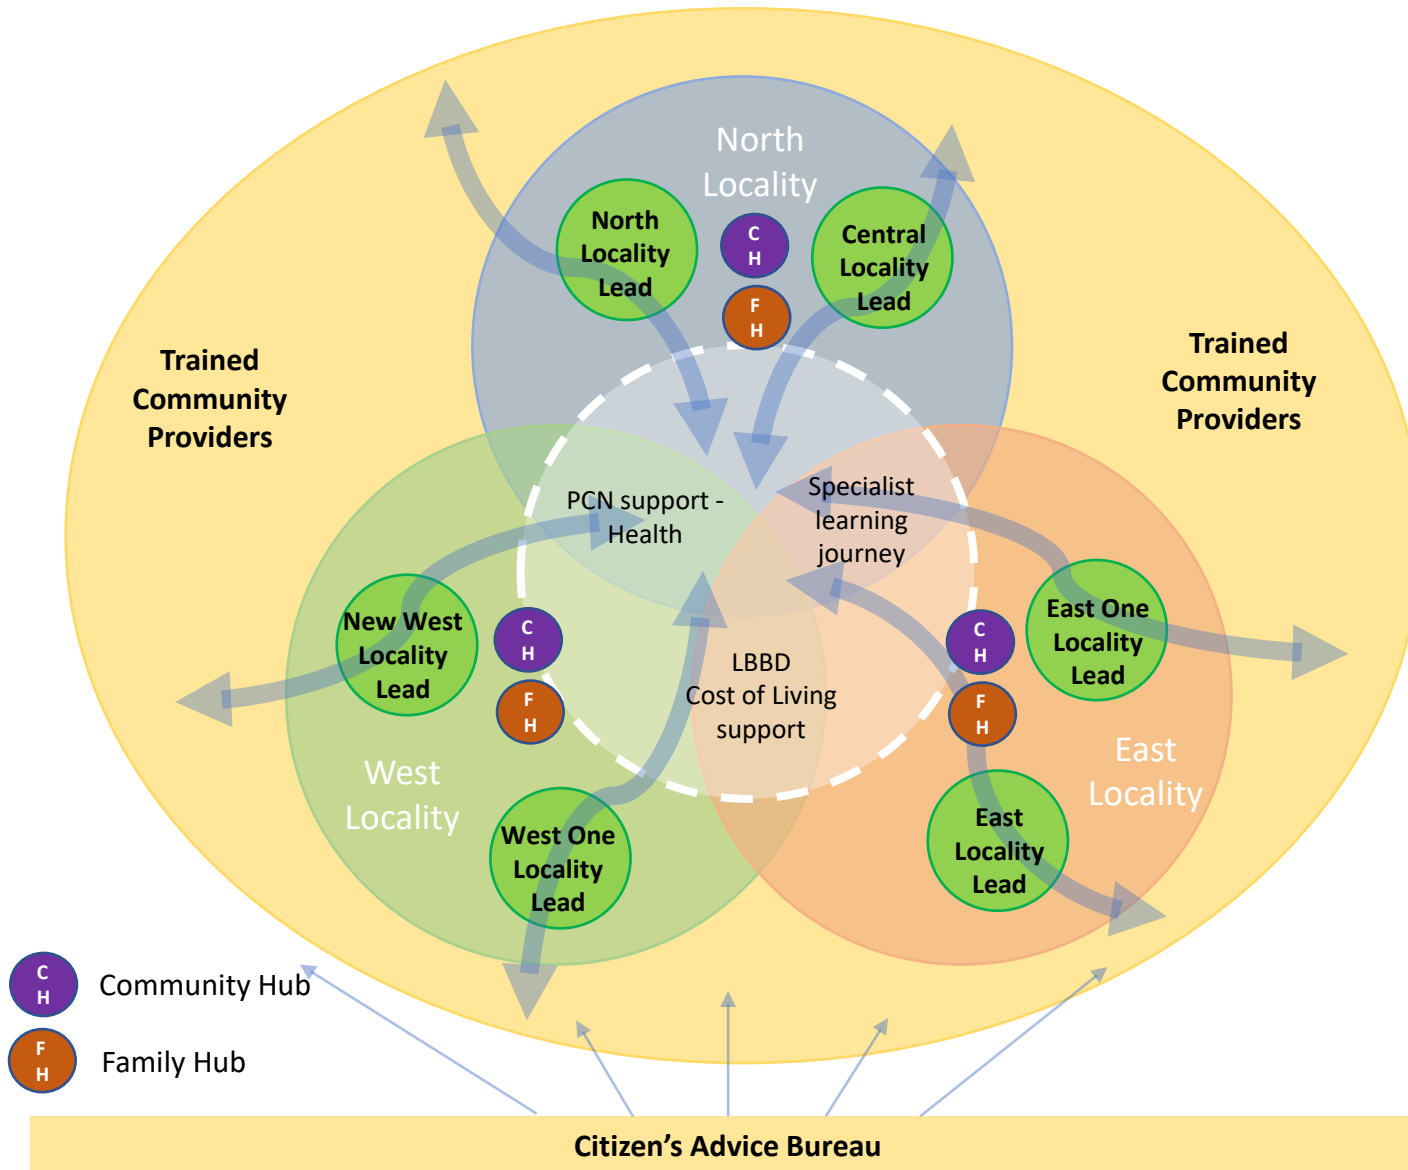 North
Locality
North
Locality
Lead
C
H
F
H
Central
Locality
Lead
Trained
Community
Providers
Trained
Community
Providers
PCN support -
Health
Specialist
learning
journey
New West
Locality
Lead
C
H
F
H
LBBD
Cost of Living
support
C
H
F
H
East One
Locality
Lead
West
Locality
East
Locality
West One
Locality
Lead
East
Locality
Lead
C
H
Community Hub
F
H
Family Hub
Citizen’s Advice Bureau